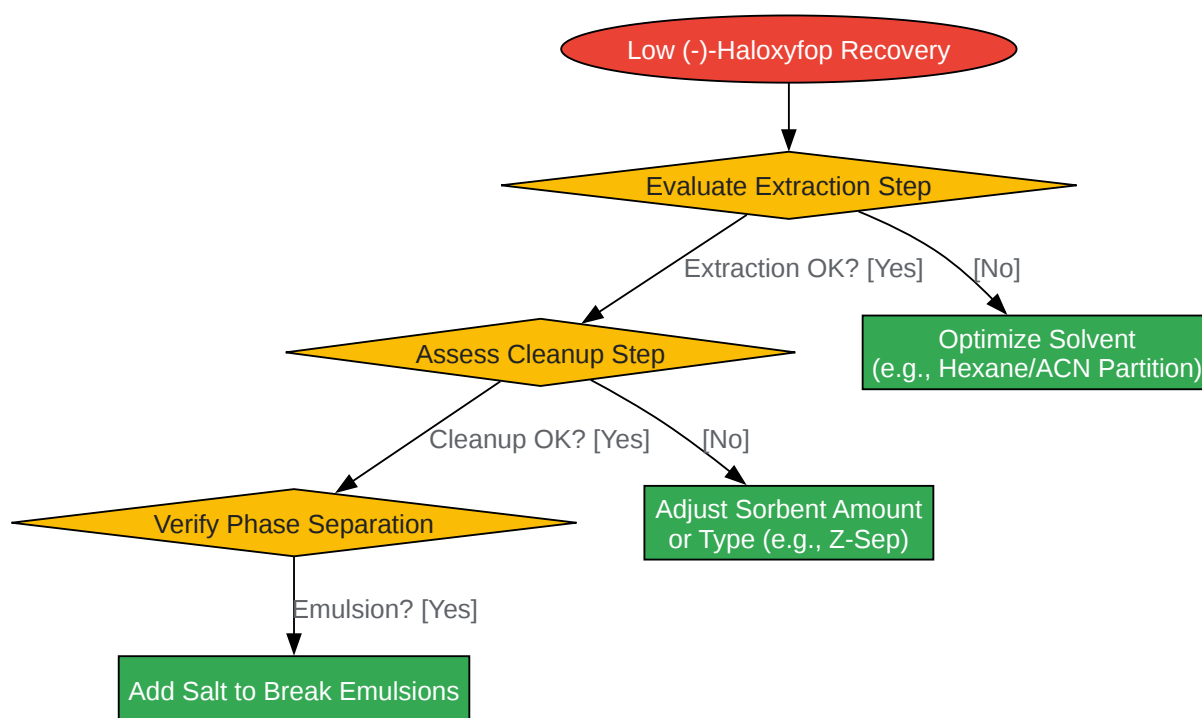 Low (-)-Haloxyfop Recovery
Evaluate Extraction Step
Extraction OK? [Yes]
[No]
Optimize Solvent
(e.g., Hexane/ACN Partition)
Assess Cleanup Step
Cleanup OK? [Yes]
[No]
Adjust Sorbent Amount
or Type (e.g., Z-Sep)
Verify Phase Separation
Emulsion? [Yes]
Add Salt to Break Emulsions